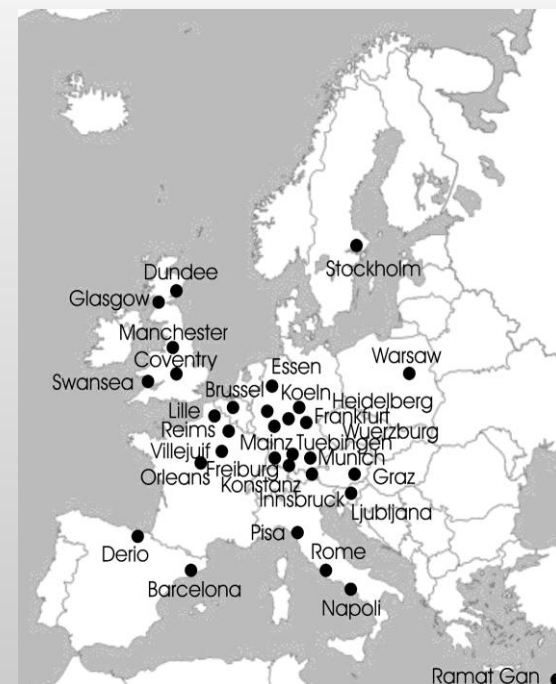 Stockholm
Dundee
Glasgow
Manchester
Coventry
Swansea
Essen
Warsaw
Brussel
Koeln
Heidelberg
Lille
Frankfurt
Reims
Wuerzburg
Mainz
Tuebingen
Villejuif
Munich
Orleans
Freiburg
Graz
Konstanz
Innsbruck
Ljubljana
Pisa
Derio
Rome
Barcelona
Napoli
Ramat Gan